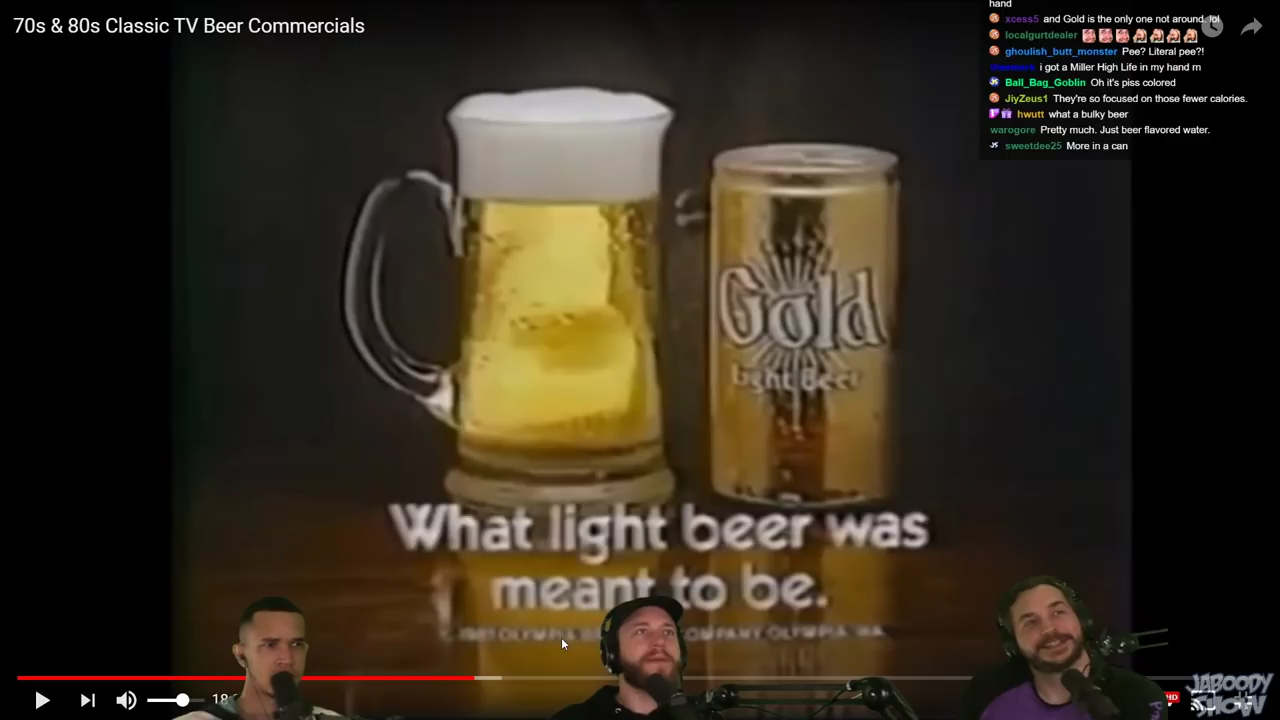 70s & 80s Classic TV Beer Commercials
hand
xcess5 and Gold is the only one not around. lol
localgurtdealer
ghoulish_butt_monster Pee? Literal pee?!
i got a Miller High Life in my hand rn
Ball_Bag_Goblin Oh it's piss colored
JiyZeus1 They're so focused on those fewer calories.
hwutt what a bulky beer
warogore Pretty much. Just beer flavored water.
sweetdee25 More in a can
Gold
Light Beer
What light beer was
meant to be.
OLYMPIA COMPANY, OLYMPIA, WA
18
HD
JABOODY
SHOW